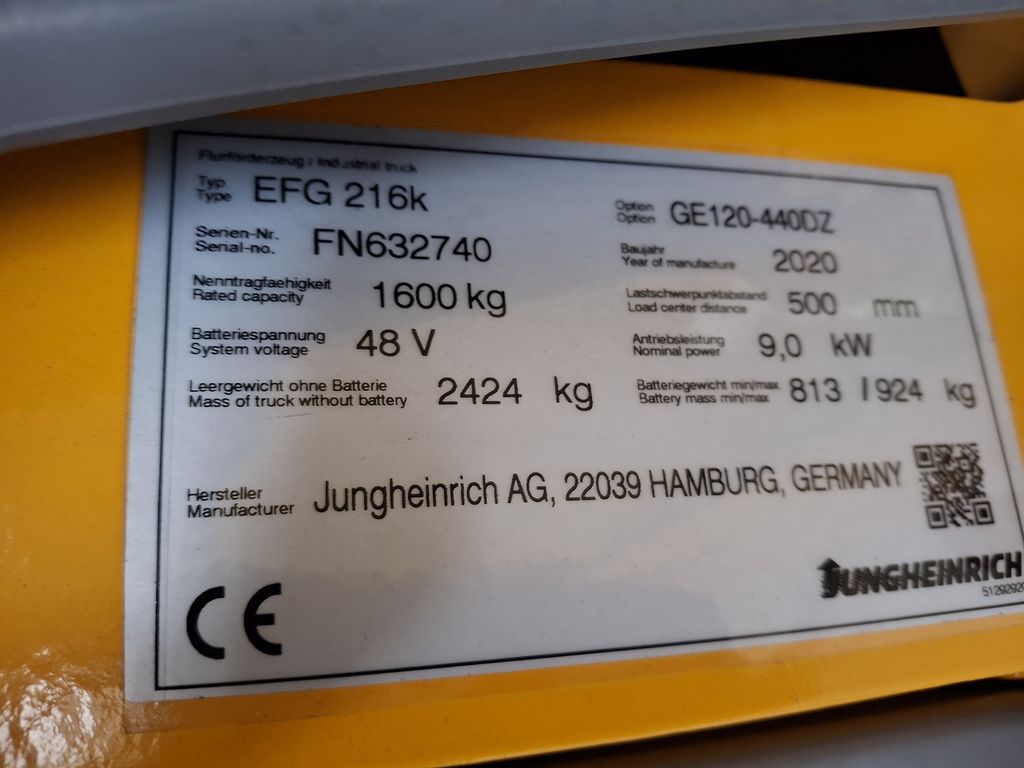 Flurförderzeug / Industrial truck
Typ
Type EFG 216k
Option
Option GE120-440DZ
Serien-Nr.
Serial-no. FN632740
Baujahr
Year of manufacture 2020
Nenntragfaehigkeit
Rated capacity 1600 kg
Lastschwerpunktabstand
Load center distance 500 mm
Batteriespannung
System voltage 48 V
Antriebsleistung
Nominal power 9,0 kW
Leergewicht ohne Batterie
Mass of truck without battery 2424 kg
Batteriegewicht min/max
Battery mass min/max 813 / 924 kg
Hersteller
Manufacturer Jungheinrich AG, 22039 HAMBURG, GERMANY
CE
JUNGHEINRICH